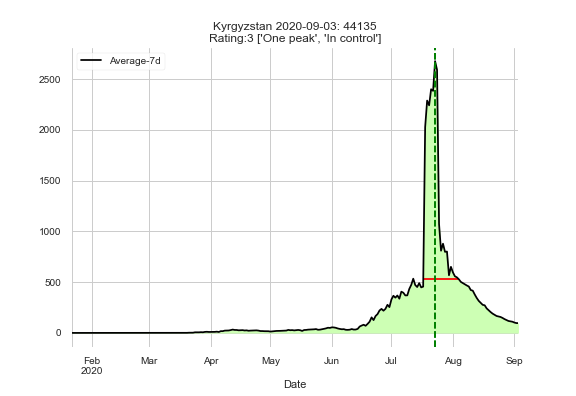 Kyrgyzstan 2020-09-03: 44135
Rating:3 ['One peak', 'In control']
Average-7d
2500
2000
1500
1000
500
0
Feb Mar Apr May Jun Jul Aug Sep
2020
Date